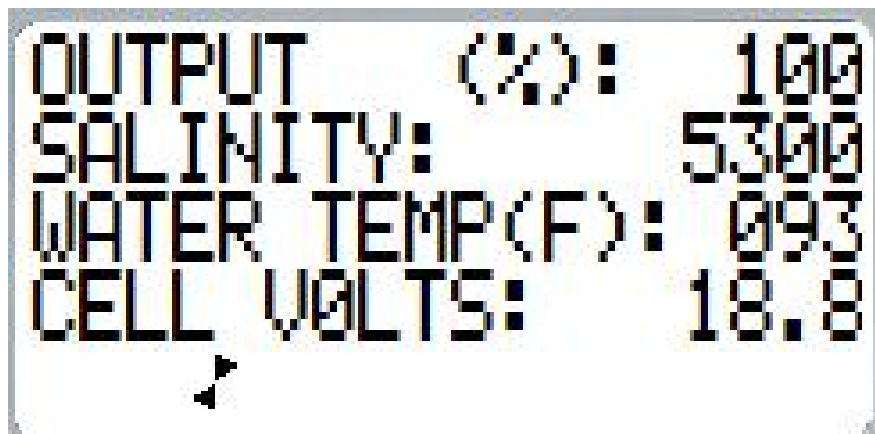 OUTPUT (%): 100
SALINITY: 5300
WATER TEMP(F): 093
CELL VOLTS: 18.8